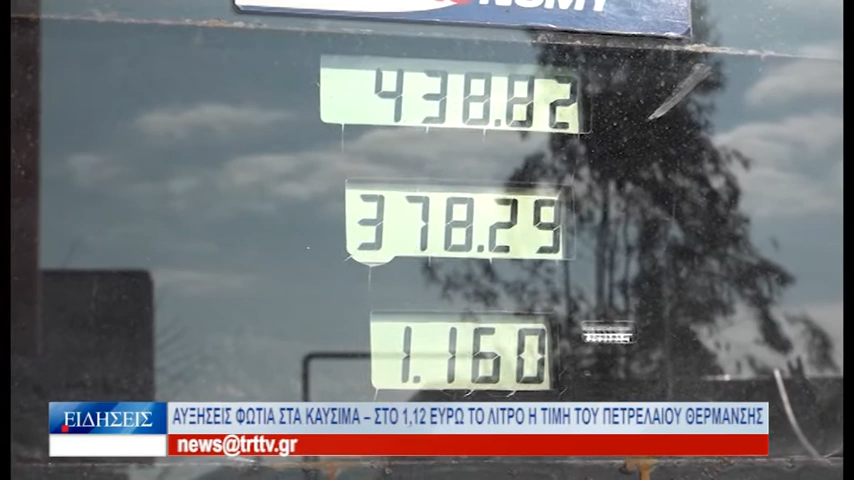 NOMY
438.82
378.29
1.160
ΕΙΔΗΣΕΙΣ
ΑΥΞΗΣΕΙΣ ΦΩΤΙΑ ΣΤΑ ΚΑΥΣΙΜΑ – ΣΤΟ 1,12 ΕΥΡΩ ΤΟ ΛΙΤΡΟ Η ΤΙΜΗ ΤΟΥ ΠΕΤΡΕΛΑΙΟΥ ΘΕΡΜΑΝΣΗΣ
news@trttv.gr